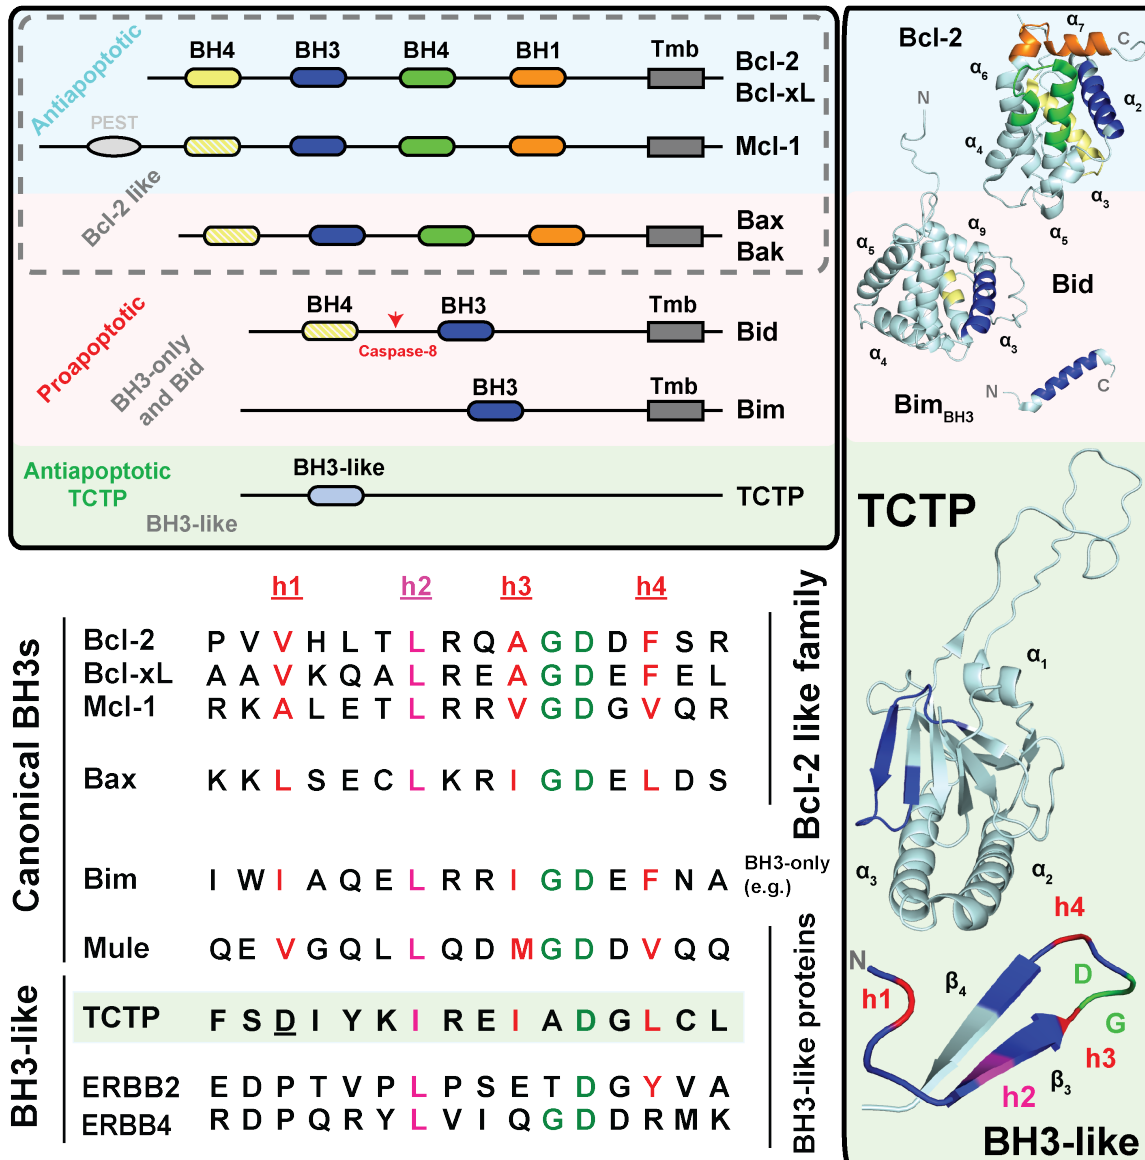 BH4 BH3 BH4 BH1 Tmb
Bcl-2
Bcl-xL
Antiapoptotic
PEST
Mcl-1
Bcl-2 like
Bax
Bak
BH4 BH3 Tmb
Bid
Caspase-8
Proapoptotic
BH3-only
and Bid
BH3 Tmb
Bim
Antiapoptotic
TCTP
BH3-like
BH3-like
TCTP
h1 h2 h3 h4
Canonical BH3s
Bcl-2 P V V H L T L R Q A G D D F S R
Bcl-xL A A V K Q A L R E A G D E F E L
Mcl-1 R K A L E T L R R V G D G V Q R
Bax K K L S E C L K R I G D E L D S
Bcl-2 like family
Bim I W I A Q E L R R I G D E F N A
BH3-only
(e.g.)
Mule Q E V G Q L L Q D M G D D V Q Q
BH3-like
TCTP F S D I Y K I R E I A D G L C L
ERBB2 E D P T V P L P S E T D G Y V A
ERBB4 R D P Q R Y L V I Q G D D R M K
BH3-like proteins
Bcl-2
α7
C
α6
α2
N
α4
α3
α5
α9
α5
Bid
α4
α3
N
C
BimBH3
TCTP
α1
α3
α2
h4
N
h1
β4
D
G
h3
h2
β3
BH3-like